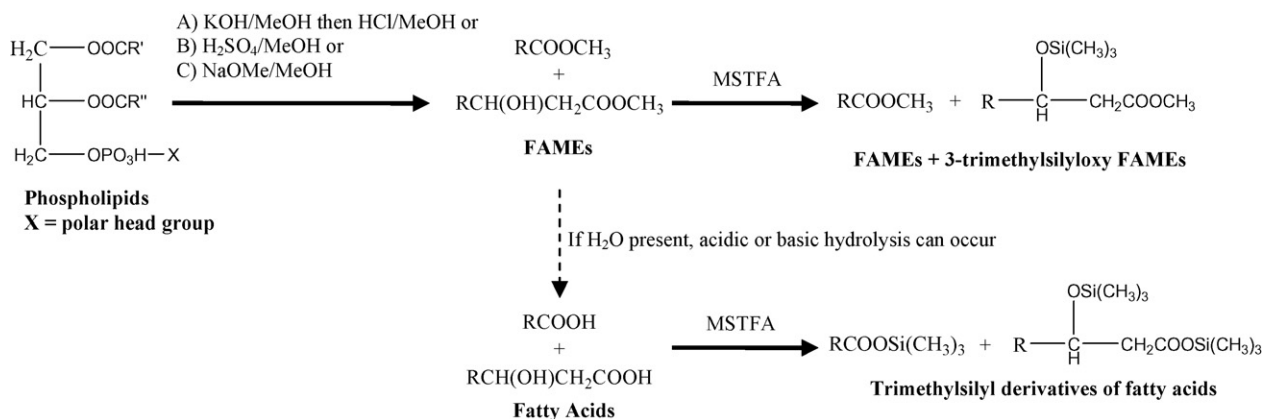 A) KOH/MeOH then HCl/MeOH or
B) H₂SO₄/MeOH or
C) NaOMe/MeOH
H₂C—OOCR'
HC—OOCR"
H₂C—OPO₃H—X
Phospholipids
X = polar head group
RCOOCH₃
+
RCH(OH)CH₂COOCH₃
FAMEs
MSTFA
OSi(CH₃)₃
RCOOCH₃ + R—C—CH₂COOCH₃
H
FAMEs + 3-trimethylsilyloxy FAMEs
If H₂O present, acidic or basic hydrolysis can occur
RCOOH
+
RCH(OH)CH₂COOH
Fatty Acids
MSTFA
OSi(CH₃)₃
RCOOSi(CH₃)₃ + R—C—CH₂COOSi(CH₃)₃
H
Trimethylsilyl derivatives of fatty acids